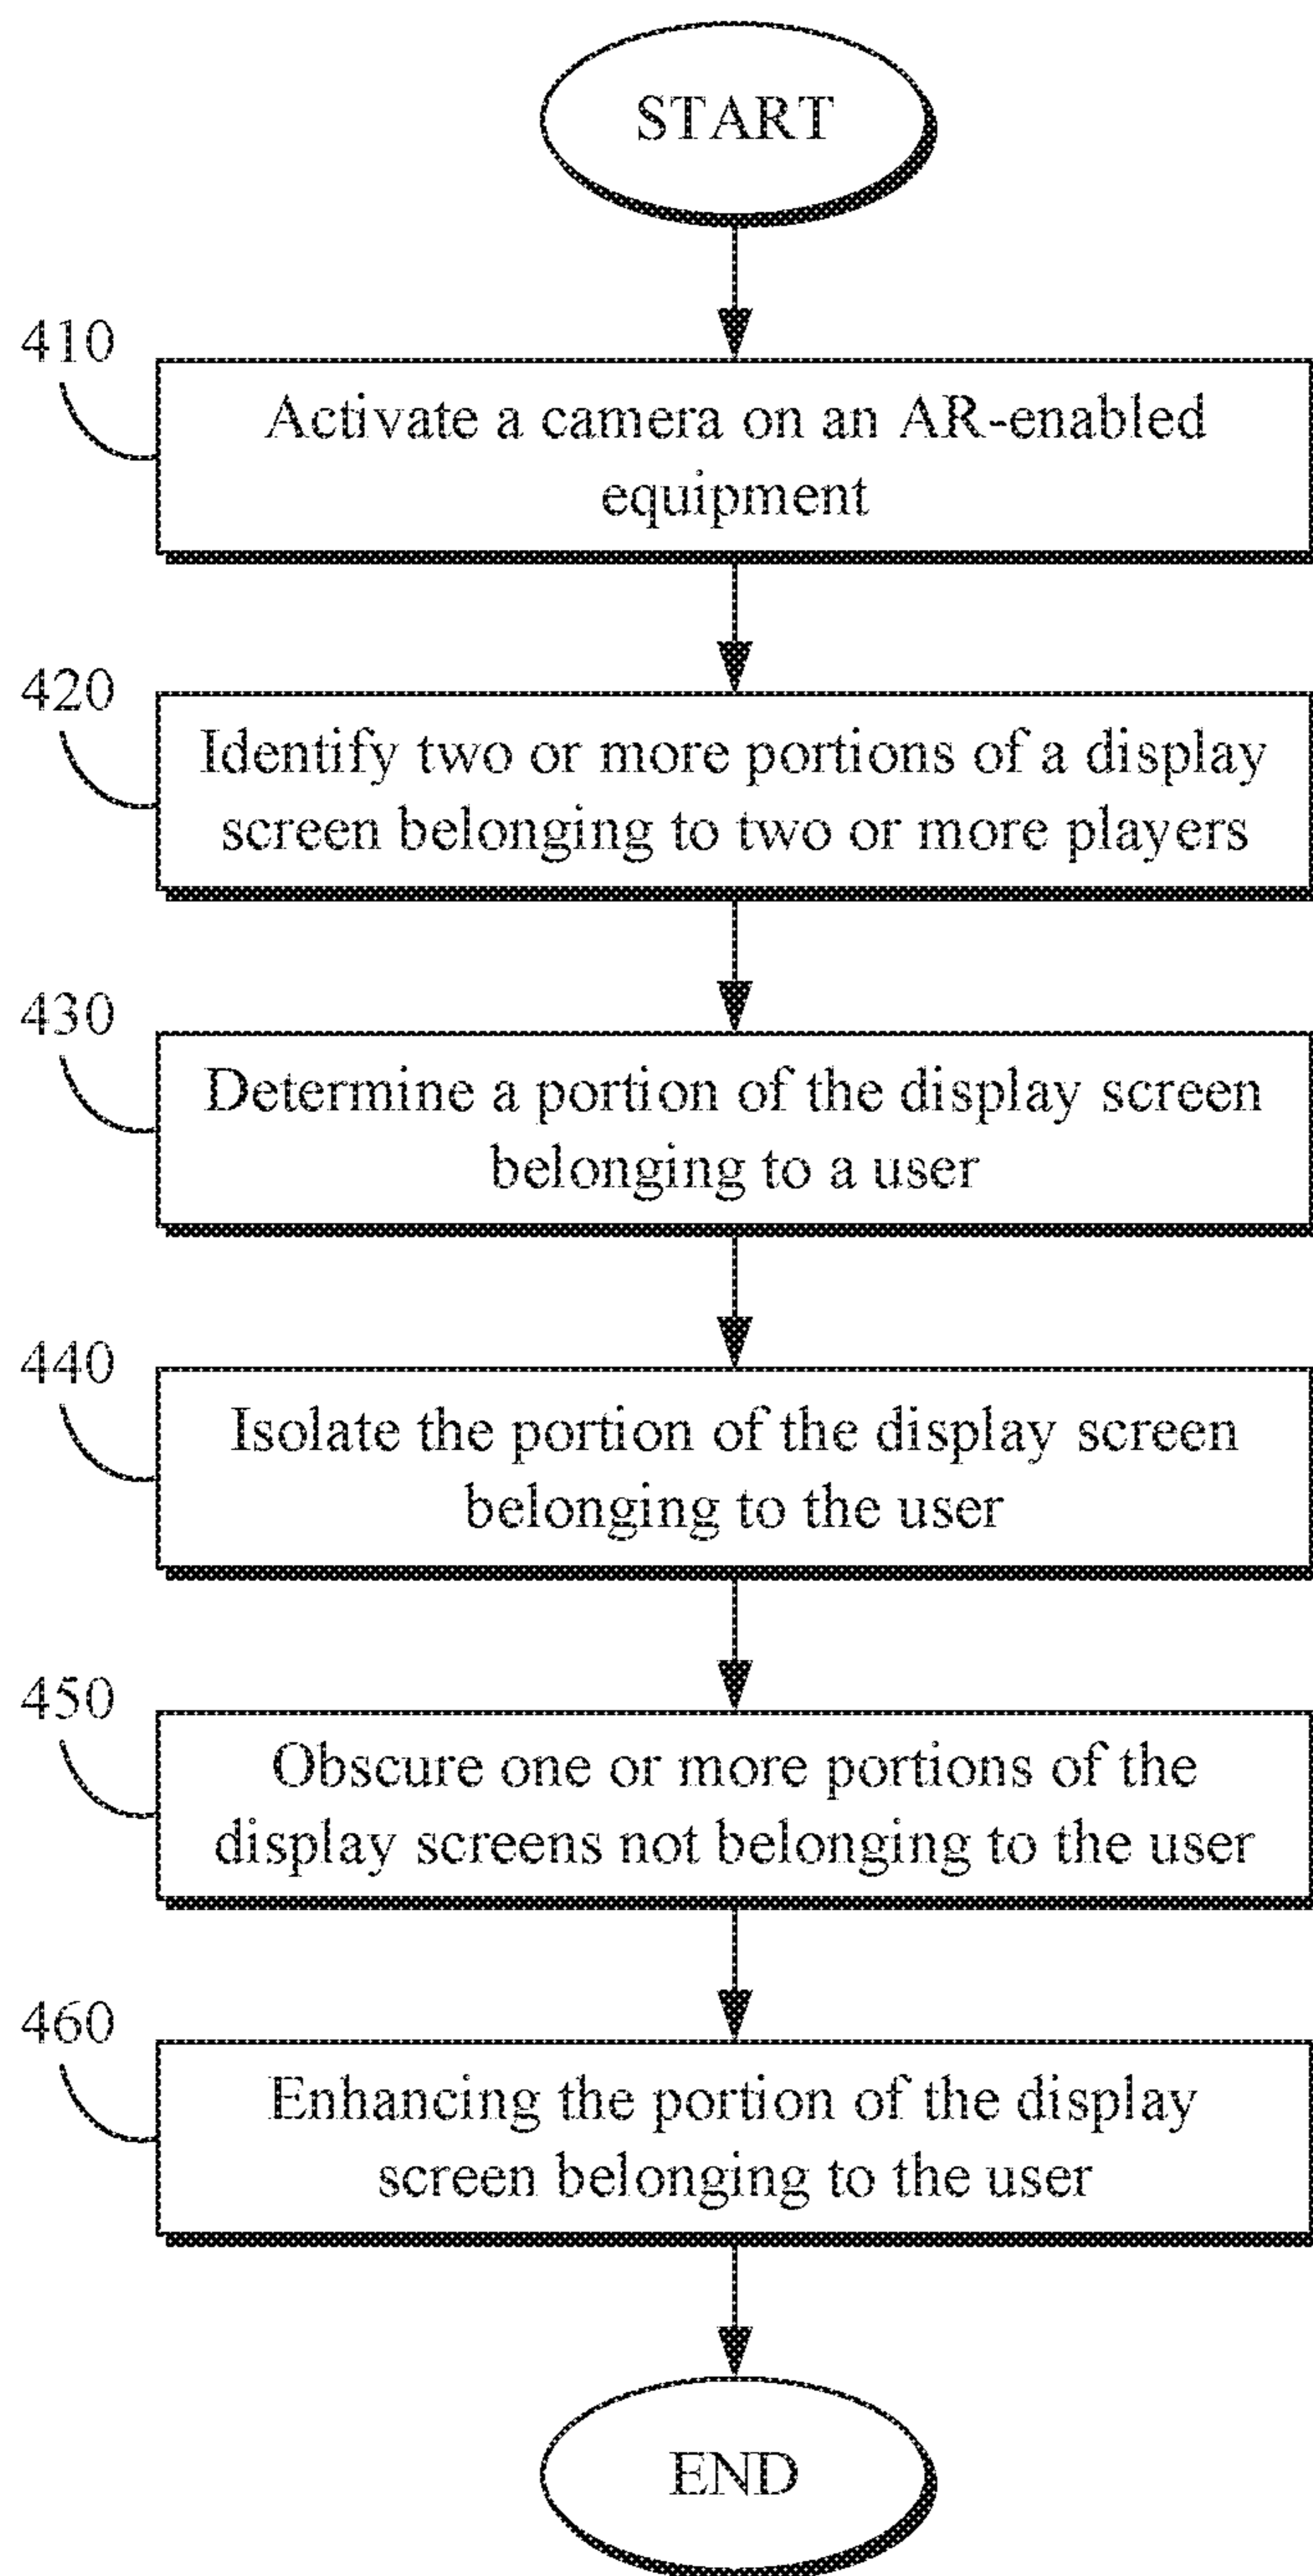 START
410
Activate a camera on an AR-enabled
equipment
420
Identify two or more portions of a display
screen belonging to two or more players
430
Determine a portion of the display screen
belonging to a user
440
Isolate the portion of the display screen
belonging to the user
450
Obscure one or more portions of the
display screens not belonging to the user
460
Enhancing the portion of the display
screen belonging to the user
END